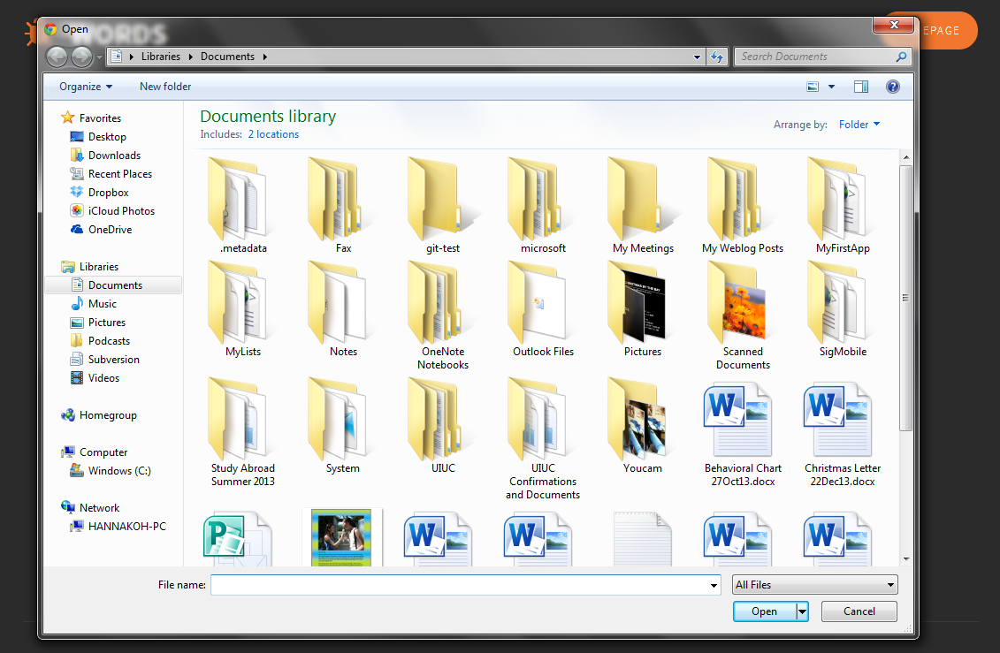 WORDS
EPAGE
Open
Libraries
Documents
Search Documents
Organize
New folder
Favorites
Desktop
Downloads
Recent Places
Dropbox
iCloud Photos
OneDrive
Libraries
Documents
Music
Pictures
Podcasts
Subversion
Videos
Homegroup
Computer
Windows (C:)
Network
HANNAKOH-PC
Documents library
Includes: 2 locations
Arrange by: Folder
.metadata
Fax
git-test
microsoft
My Meetings
My Weblog Posts
MyFirstApp
MyLists
Notes
OneNote
Notebooks
Outlook Files
Pictures
Scanned
Documents
SigMobile
Study Abroad
Summer 2013
System
UIUC
UIUC
Confirmations
and Documents
Youcam
Behavioral Chart
27Oct13.docx
Christmas Letter
22Dec13.docx
File name:
All Files
Open
Cancel